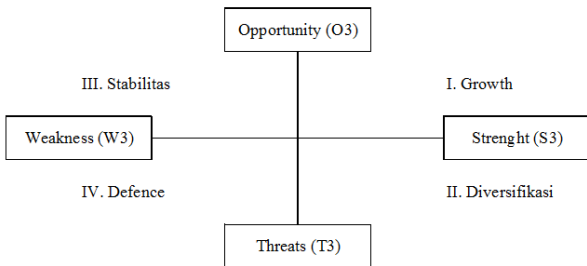 Opportunity (O3)
III. Stabilitas
I. Growth
Weakness (W3)
Strenght (S3)
IV. Defence
II. Diversifikasi
Threats (T3)